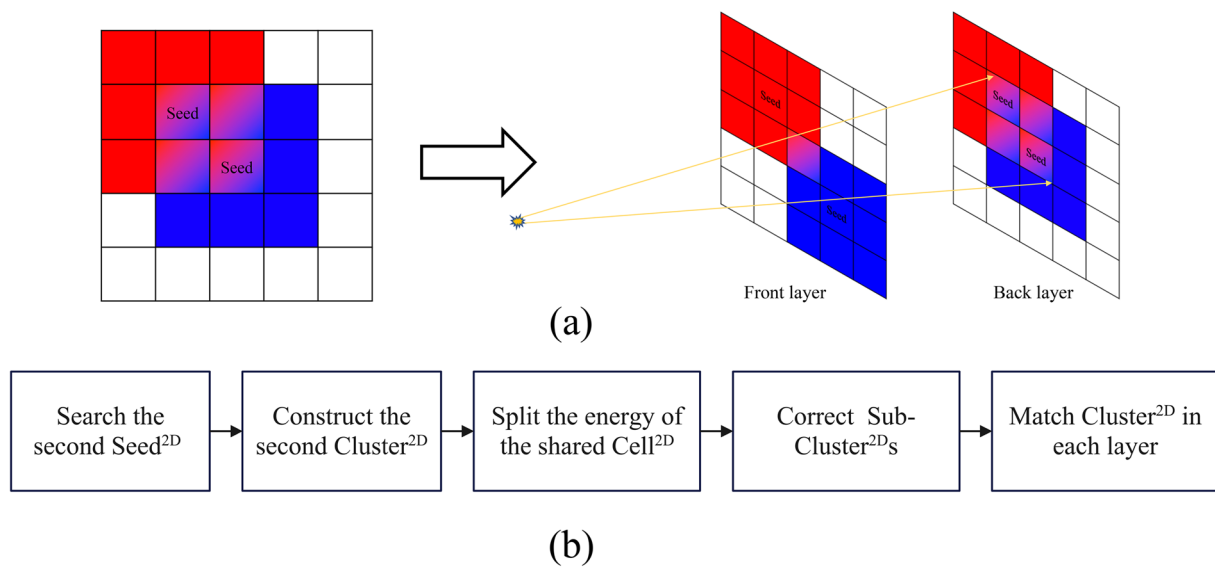 Seed
Seed
Seed
Seed
Seed
Seed
Front layer
Back layer
(a)
Search the
second Seed²ᴰ
Construct the
second Cluster²ᴰ
Split the energy of
the shared Cell²ᴰ
Correct Sub-
Cluster²ᴰs
Match Cluster²ᴰ in
each layer
(b)